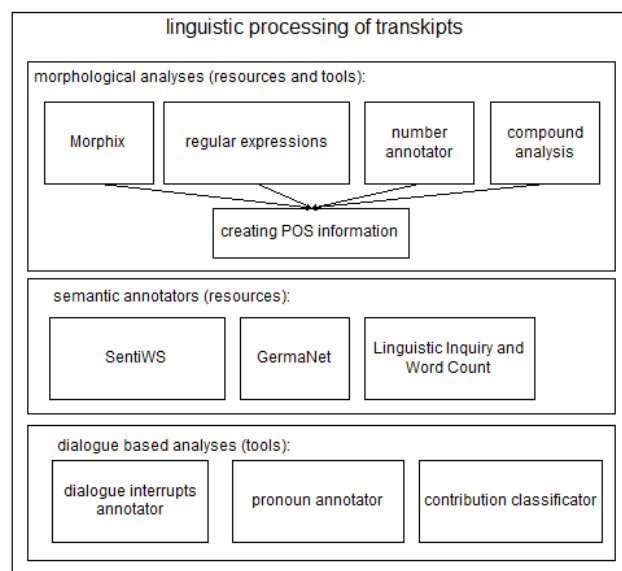 linguistic processing of transkipts
morphological analyses (resources and tools):
Morphix
regular expressions
number
annotator
compound
analysis
creating POS information
semantic annotators (resources):
SentiWS
GermaNet
Linguistic Inquiry and
Word Count
dialogue based analyses (tools):
dialogue interrupts
annotator
pronoun annotator
contribution classificator